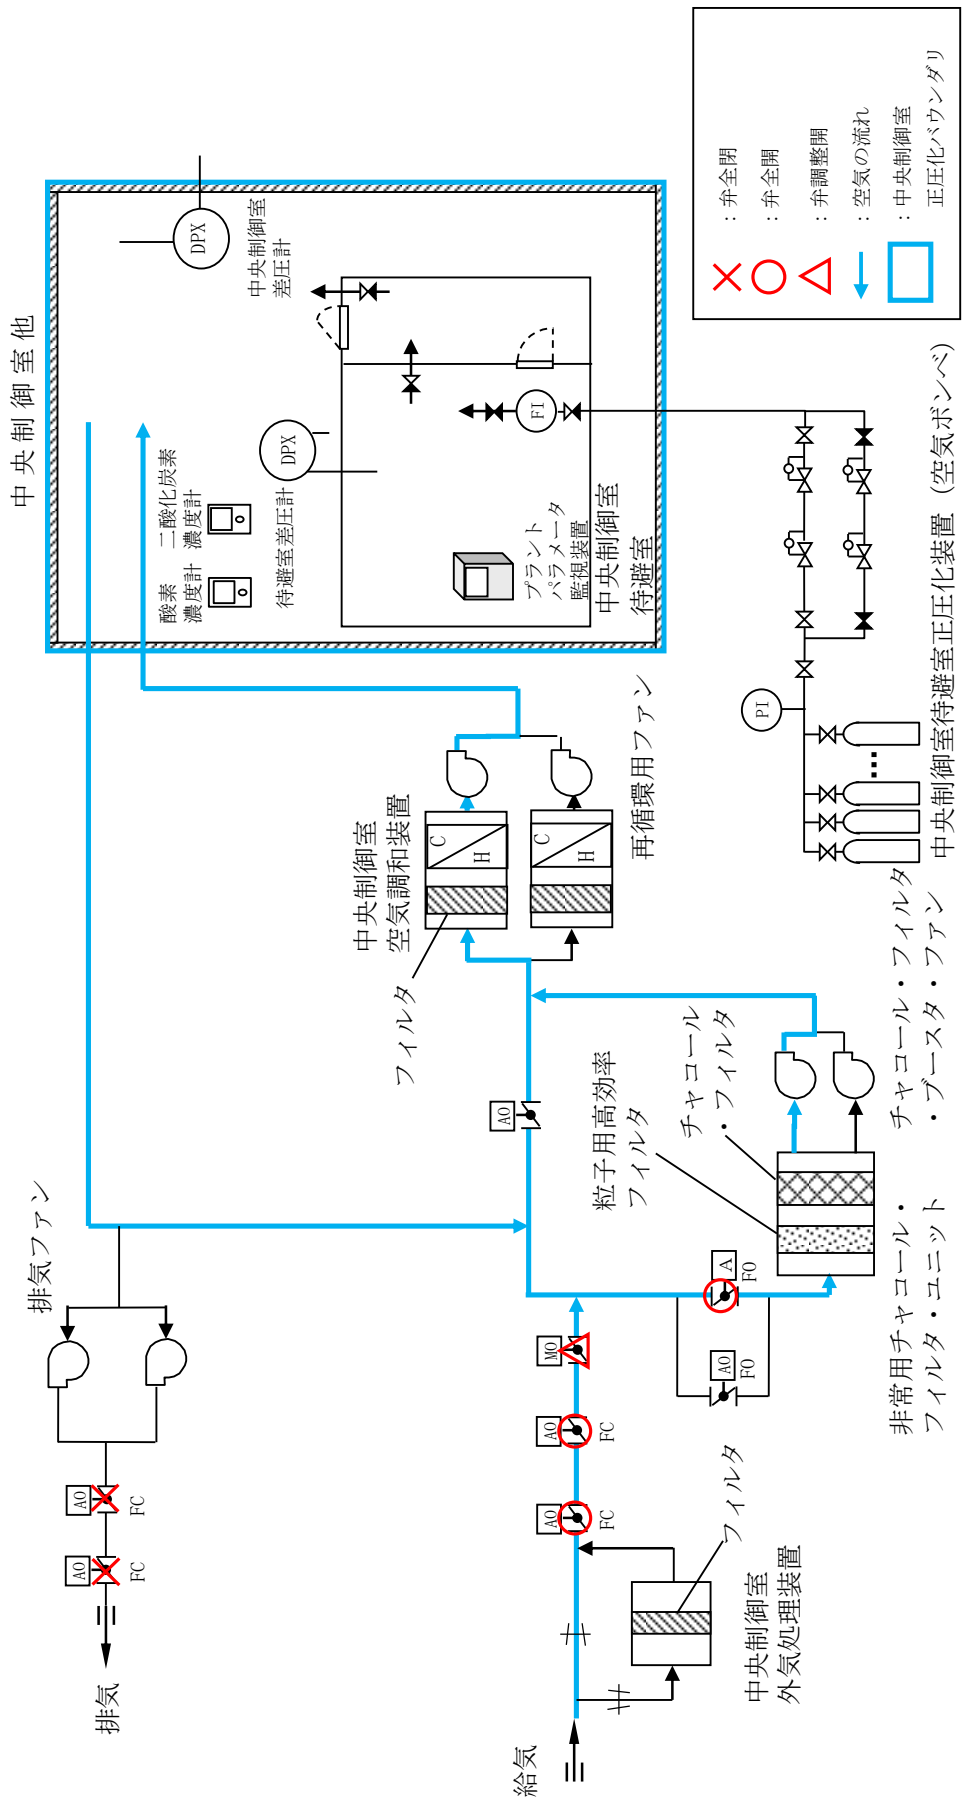 中央制御室他
中央制御室
差圧計
DPX
DPX
待避室差圧計
二酸化炭素
濃度計
酸素
濃度計
FI
プラント
パラメータ
監視装置
中央制御室
待避室
：弁全閉
：弁全開
：弁調整開
：空気の流れ
：中央制御室
正圧化バウンダリ
PI
中央制御室待避室正圧化装置（空気ボンベ）
中央制御室
空気調和装置
C
H
C
H
フィルタ
再循環用ファン
AO
排気ファン
AO
FC
AO
FC
排気
給気
AO
FC
AO
FC
MO
A
FO
AO
FO
フィルタ
中央制御室
外気処理装置
粒子用高効率
フィルタ
チャコール
・フィルタ
チャコール・フィルタ
・ブースタ・ファン
非常用チャコール・
フィルタ・ユニット